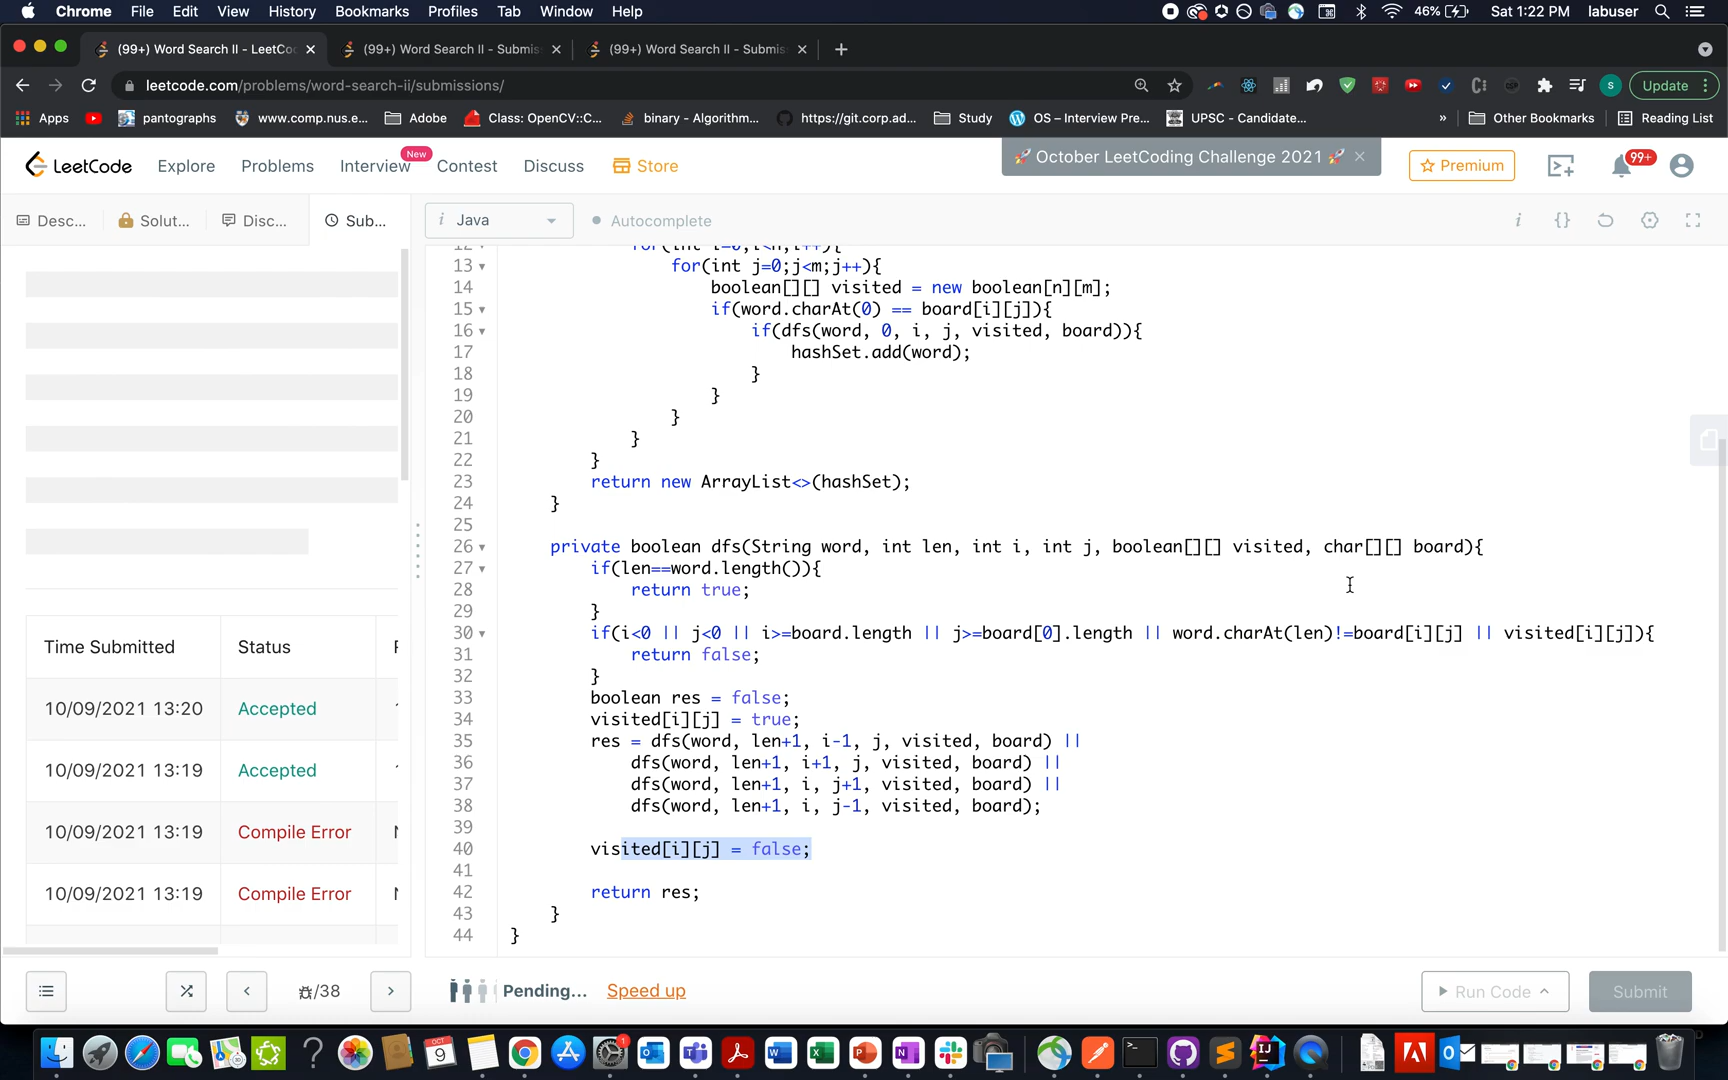 Chrome File Edit View History Bookmarks Profiles Tab Window Help 46% Sat 1:22 PM labuser
(99+) Word Search II - LeetCo (99+) Word Search II - Submis (99+) Word Search II - Submis
leetcode.com/problems/word-search-ii/submissions/ S Update
Apps pantographs www.comp.nus.e... Adobe Class: OpenCV::C... binary - Algorithm... https://git.corp.ad... Study OS – Interview Pre... UPSC - Candidate... » Other Bookmarks Reading List
LeetCode Explore Problems Interview New Contest Discuss Store 🚀 October LeetCoding Challenge 2021 🚀 Premium 99+
Desc... Solut... Disc... Sub... i Java Autocomplete i {}
12 for(int i=0;i<n;i++){
13 for(int j=0;j<m;j++){
14 boolean[][] visited = new boolean[n][m];
15 if(word.charAt(0) == board[i][j]){
16 if(dfs(word, 0, i, j, visited, board)){
17 hashSet.add(word);
18 }
19 }
20 }
21 }
22 }
23 return new ArrayList<>(hashSet);
24 }
25
26 private boolean dfs(String word, int len, int i, int j, boolean[][] visited, char[][] board){
27 if(len==word.length()){
28 return true;
29 }
30 if(i<0 || j<0 || i>=board.length || j>=board[0].length || word.charAt(len)!=board[i][j] || visited[i][j]){
31 return false;
32 }
33 boolean res = false;
34 visited[i][j] = true;
35 res = dfs(word, len+1, i-1, j, visited, board) ||
36 dfs(word, len+1, i+1, j, visited, board) ||
37 dfs(word, len+1, i, j+1, visited, board) ||
38 dfs(word, len+1, i, j-1, visited, board);
39
40 visited[i][j] = false;
41
42 return res;
43 }
44 }
Time Submitted Status
10/09/2021 13:20 Accepted
10/09/2021 13:19 Accepted
10/09/2021 13:19 Compile Error
10/09/2021 13:19 Compile Error
/38 Pending... Speed up Run Code Submit
OCT 9 1